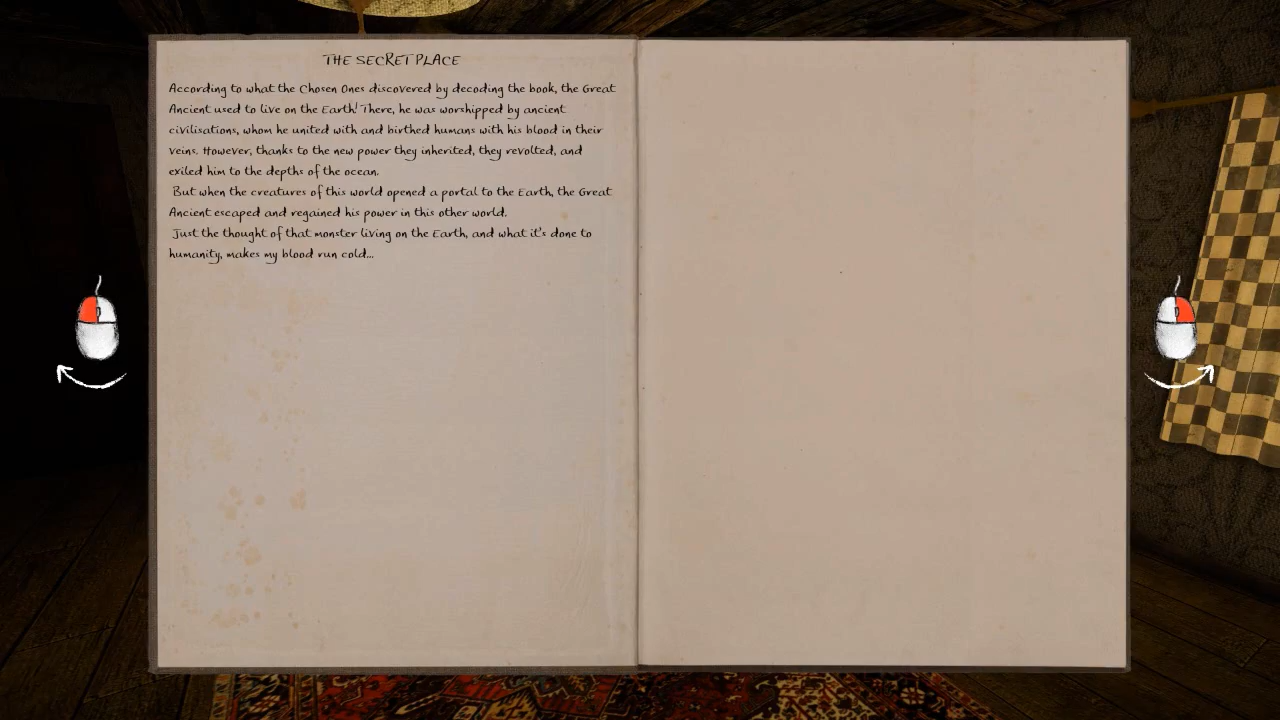 THE SECRET PLACE
According to what the Chosen Ones discovered by decoding the book, the Great
Ancient used to live on the Earth! There, he was worshipped by ancient
civilisations, whom he united with and birthed humans with his blood in their
veins. However, thanks to the new power they inherited, they revolted, and
exiled him to the depths of the ocean.
But when the creatures of this world opened a portal to the Earth, the Great
Ancient escaped and regained his power in this other world.
Just the thought of that monster living on the Earth, and what it's done to
humanity, makes my blood run cold...